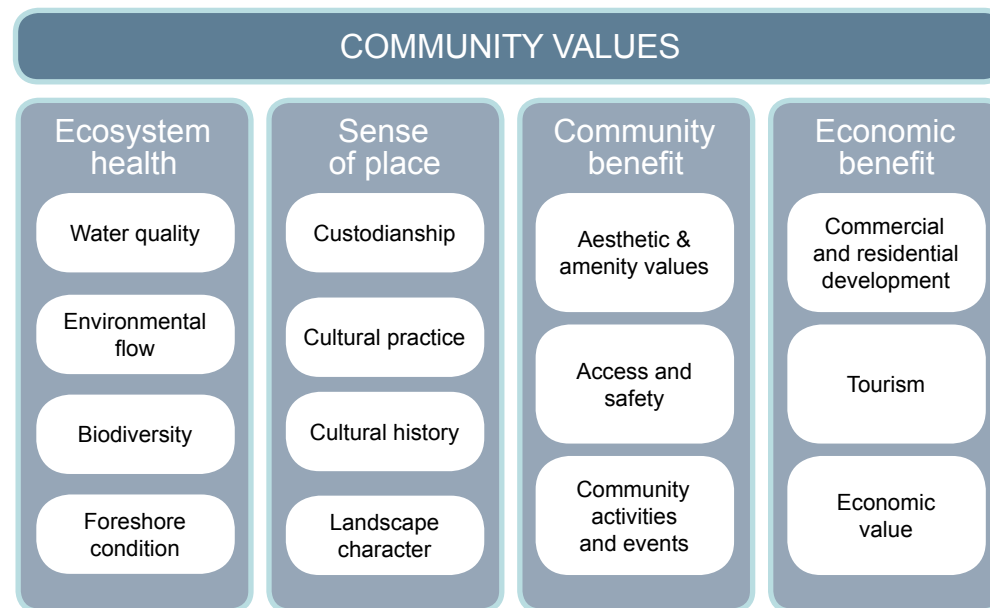 COMMUNITY VALUES
Ecosystem
health
Water quality
Environmental
flow
Biodiversity
Foreshore
condition
Sense
of place
Custodianship
Cultural practice
Cultural history
Landscape
character
Community
benefit
Aesthetic &
amenity values
Access and
safety
Community
activities
and events
Economic
benefit
Commercial
and residential
development
Tourism
Economic
value